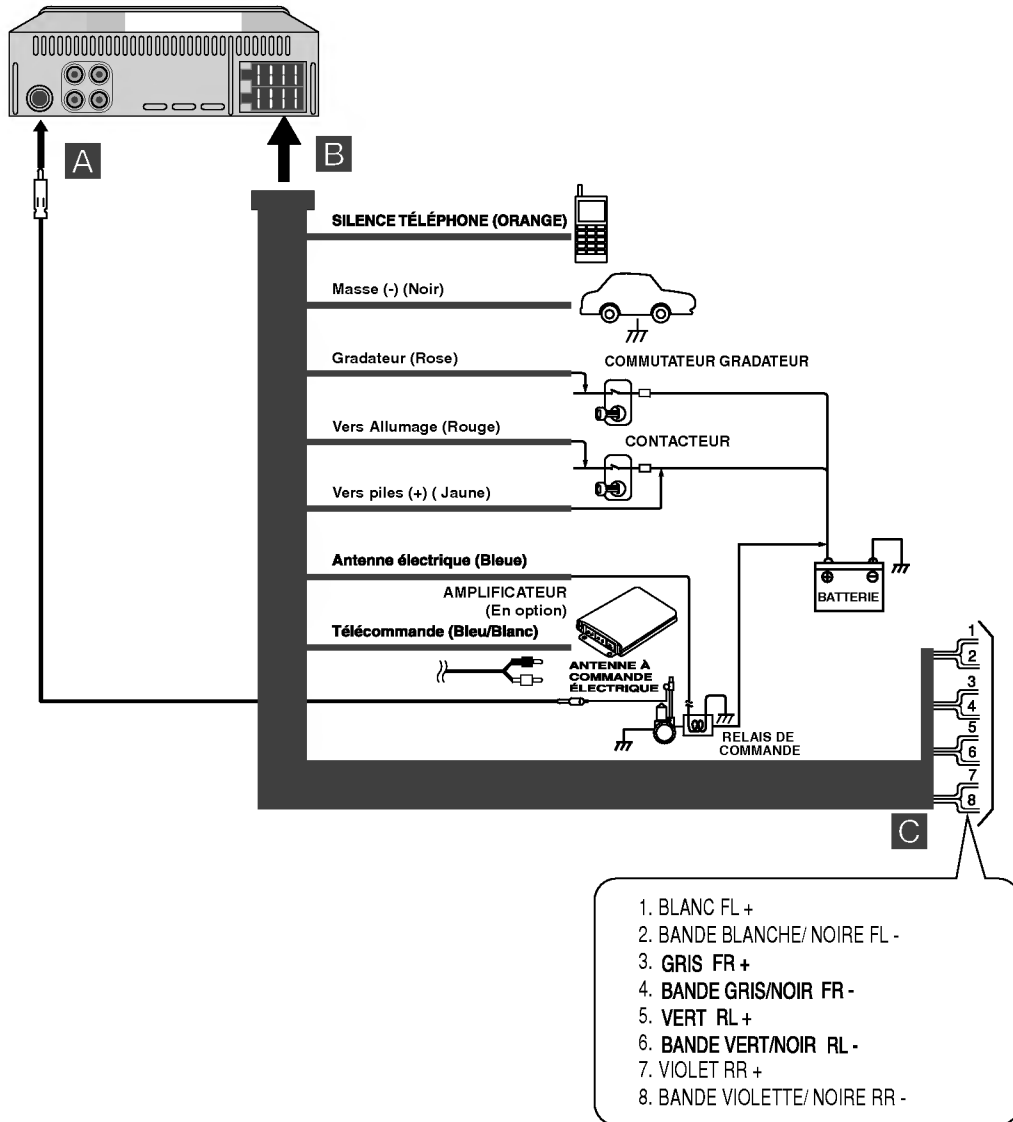 A
B
SILENCE TÉLÉPHONE (ORANGE)
Masse (-) (Noir)
Gradateur (Rose)
COMMUTATEUR GRADATEUR
Vers Allumage (Rouge)
CONTACTEUR
Vers piles (+) ( Jaune)
Antenne électrique (Bleue)
BATTERIE
AMPLIFICATEUR
(En option)
Télécommande (Bleu/Blanc)
ANTENNE À
COMMANDE
ÉLECTRIQUE
RELAIS DE
COMMANDE
1
2
3
4
5
6
7
8
C
1. BLANC FL +
2. BANDE BLANCHE/ NOIRE FL -
3. GRIS FR +
4. BANDE GRIS/NOIR FR -
5. VERT RL +
6. BANDE VERT/NOIR RL -
7. VIOLET RR +
8. BANDE VIOLETTE/ NOIRE RR -